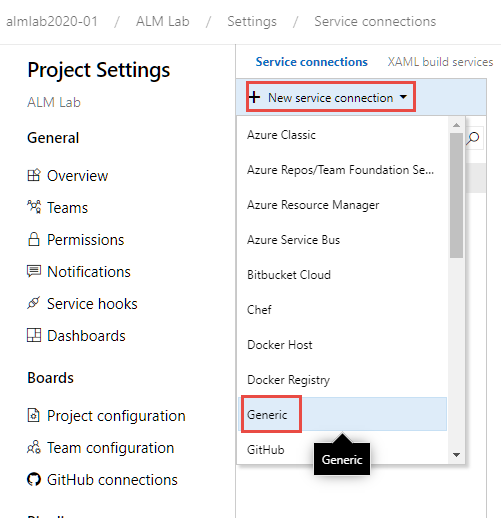 almlab2020-01 / ALM Lab / Settings / Service connections
Project Settings
ALM Lab
General
Overview
Teams
Permissions
Notifications
Service hooks
Dashboards
Boards
Project configuration
Team configuration
GitHub connections
Service connections XAML build services
+ New service connection
Azure Classic
Azure Repos/Team Foundation Se...
Azure Resource Manager
Azure Service Bus
Bitbucket Cloud
Chef
Docker Host
Docker Registry
Generic
GitHub
Generic